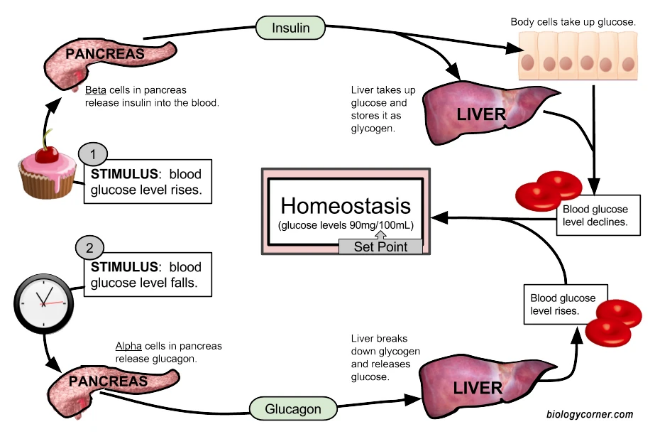 Insulin
Body cells take up glucose.
PANCREAS
Beta cells in pancreas
release insulin into the blood.
Liver takes up
glucose and
stores it as
glycogen.
LIVER
1
STIMULUS: blood
glucose level rises.
Homeostasis
(glucose levels 90mg/100mL)
Set Point
Blood glucose
level declines.
2
STIMULUS: blood
glucose level falls.
Blood glucose
level rises.
Alpha cells in pancreas
release glucagon.
PANCREAS
Liver breaks
down glycogen
and releases
glucose.
LIVER
Glucagon
biologycorner.com